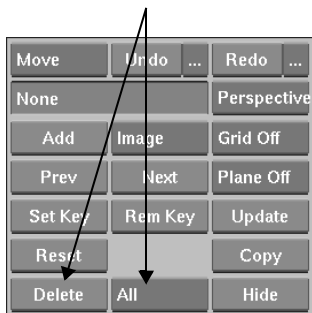 Move Undo ... Redo ...
None Perspective
Add Image Grid Off
Prev Next Plane Off
Set Key Rem Key Update
Reset Copy
Delete All Hide